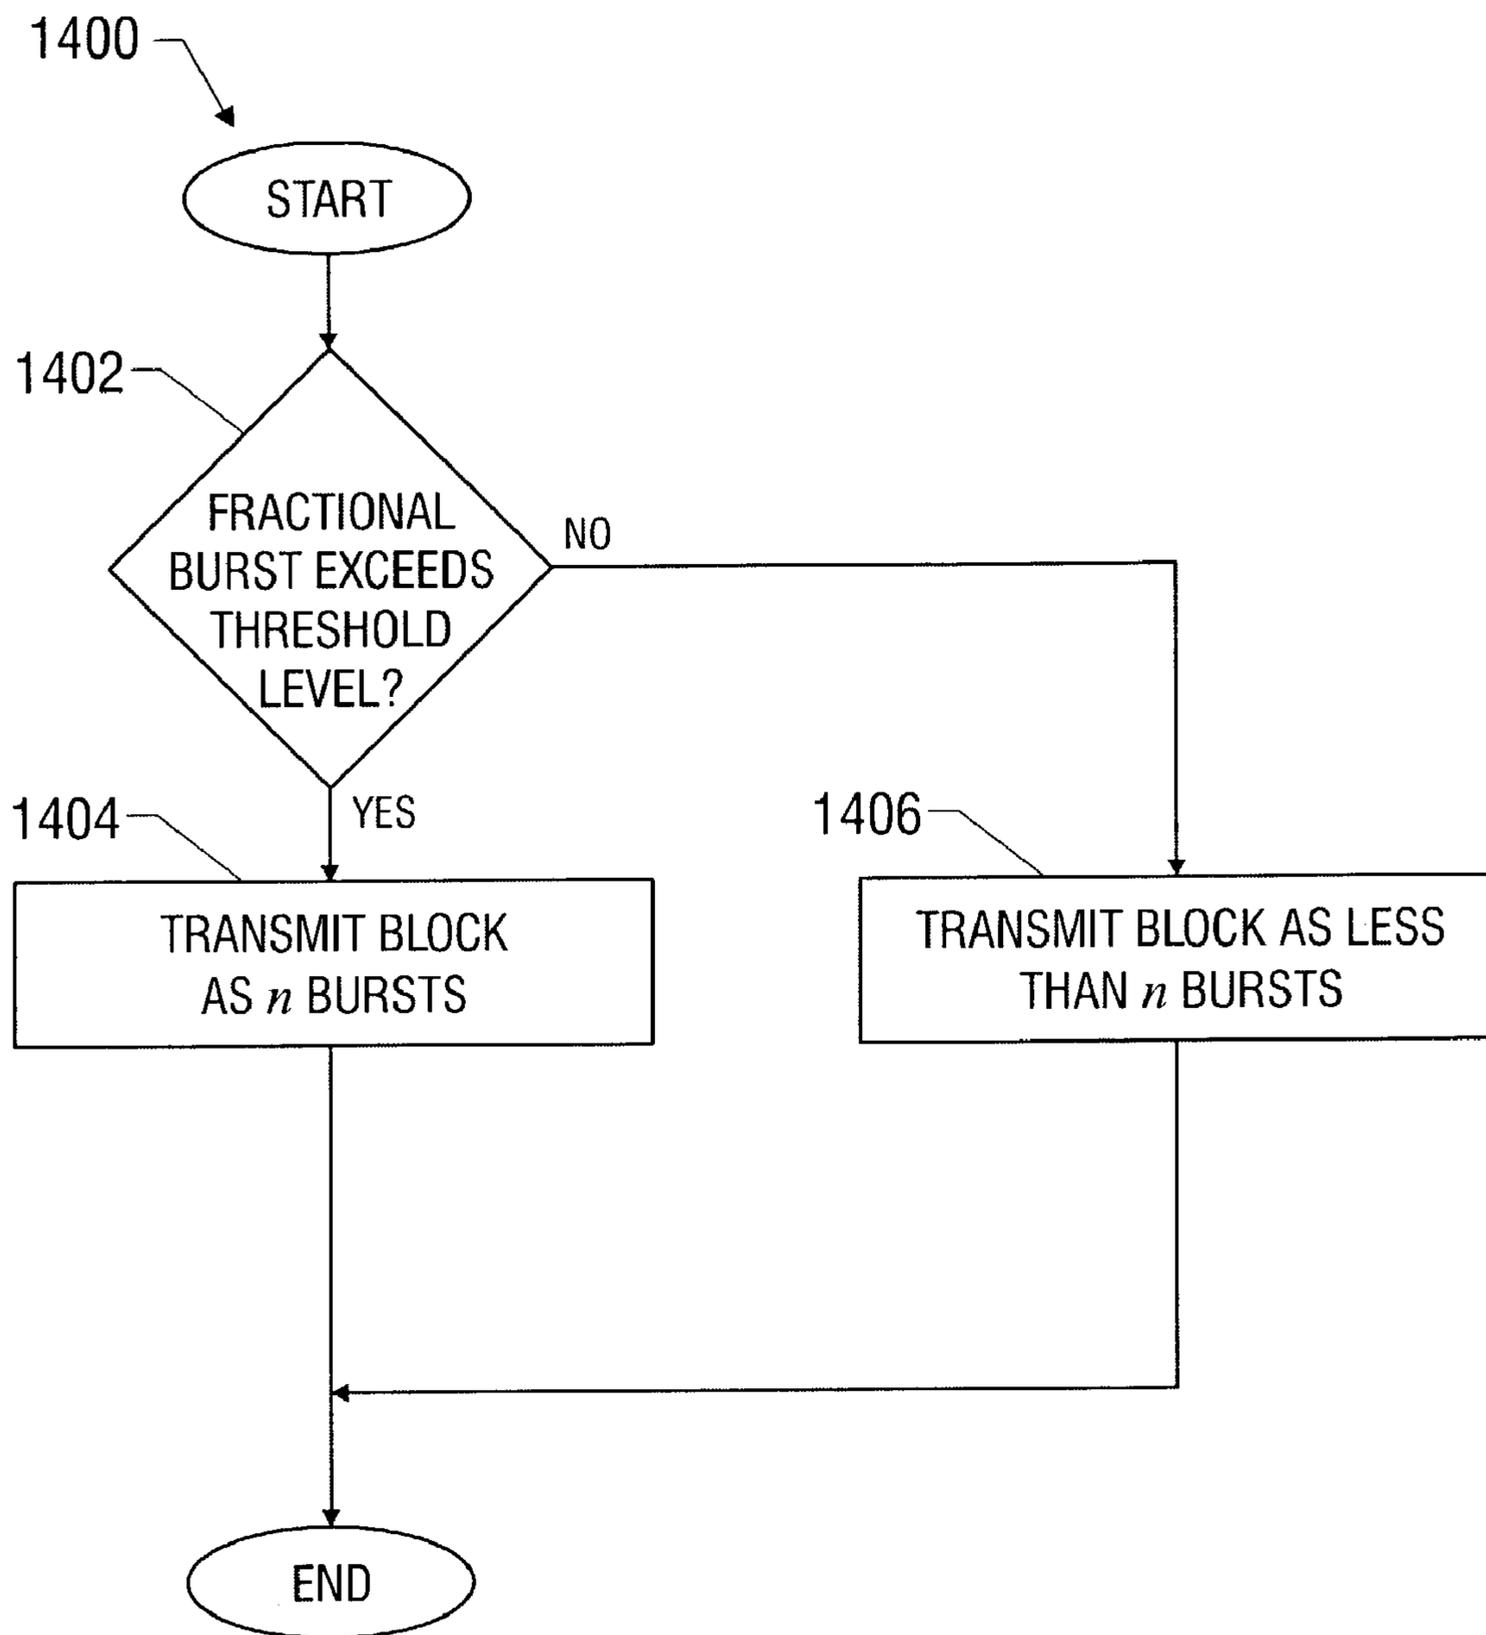 1400
START
1402
FRACTIONAL
BURST EXCEEDS
THRESHOLD
LEVEL?
NO
YES
1404
TRANSMIT BLOCK
AS n BURSTS
1406
TRANSMIT BLOCK AS LESS
THAN n BURSTS
END